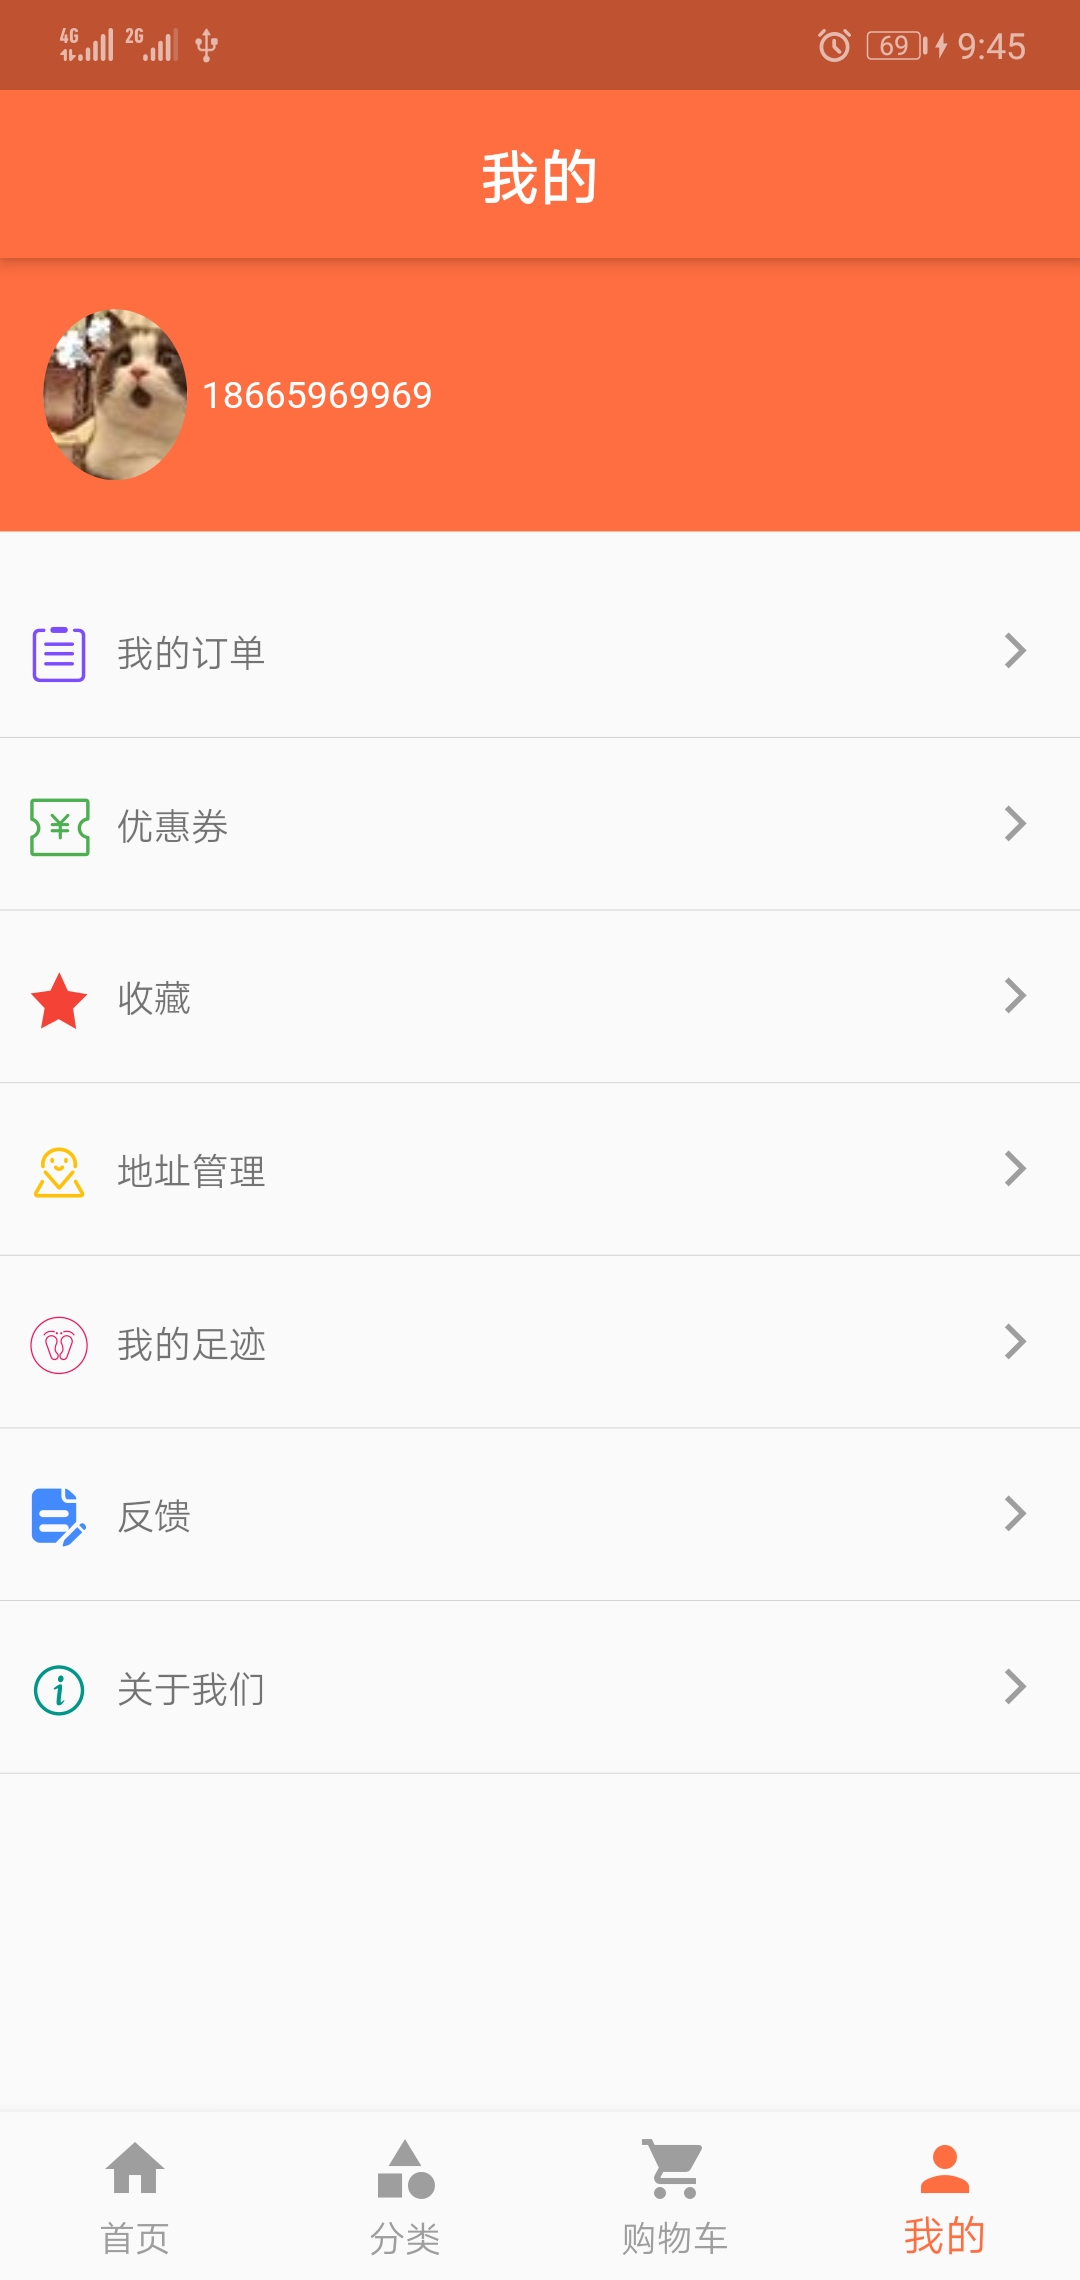 4G 2G 69 9:45
我的
18665969969
我的订单
¥ 优惠券
收藏
地址管理
我的足迹
反馈
i 关于我们
首页 分类 购物车 我的